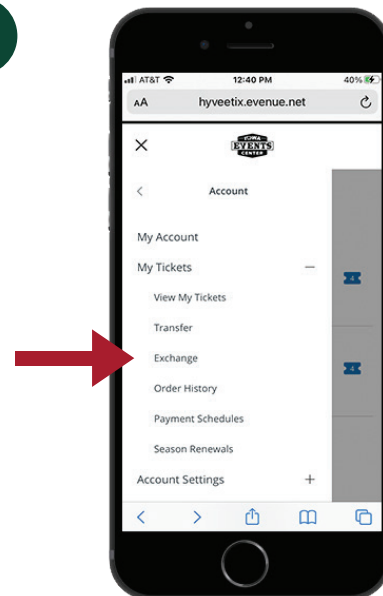 AT&T 12:40 PM 40%
AA hyveetix.evenue.net
IOWA
EVENTS
CENTER
Account
My Account
My Tickets
View My Tickets
Transfer
Exchange
Order History
Payment Schedules
Season Renewals
Account Settings